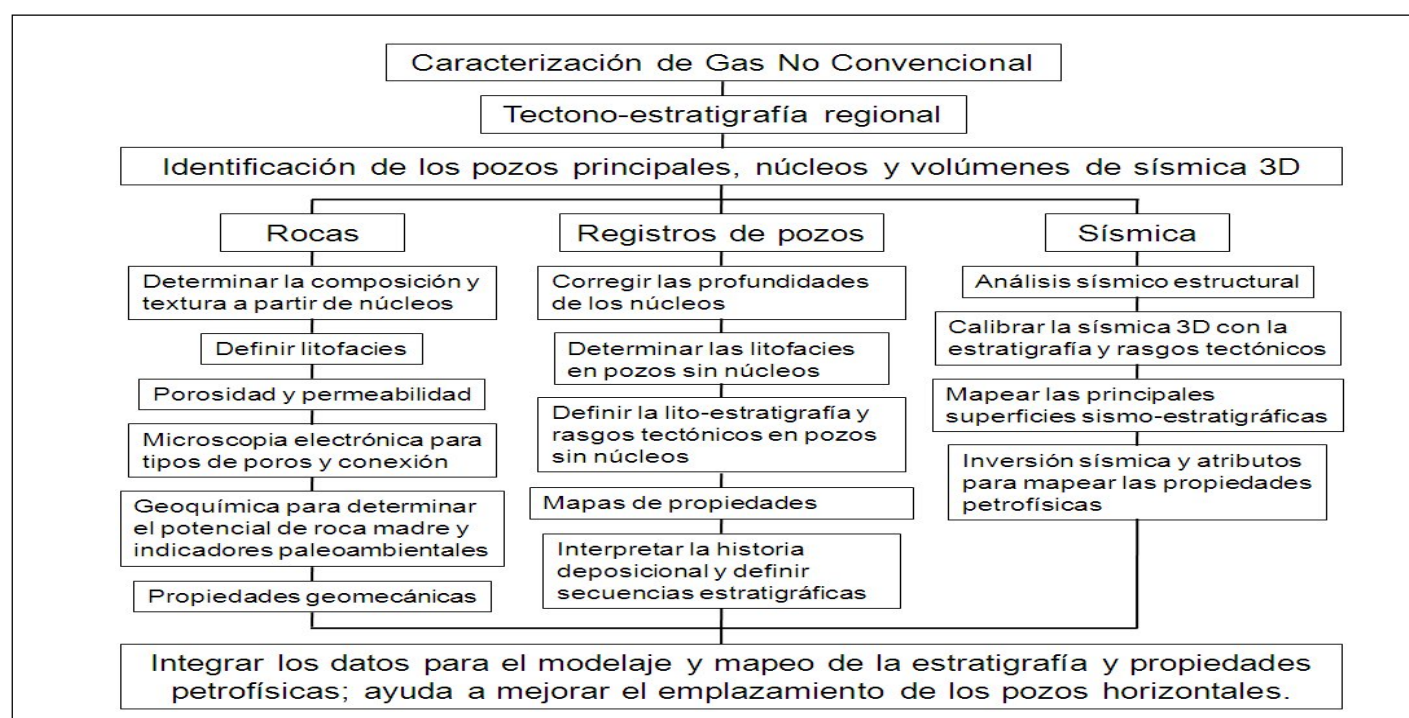 Caracterización de Gas No Convencional
Tectono-estratigrafía regional
Identificación de los pozos principales, núcleos y volúmenes de sísmica 3D
Rocas
Determinar la composición y
textura a partir de núcleos
Definir litofacies
Porosidad y permeabilidad
Microscopia electrónica para
tipos de poros y conexión
Geoquímica para determinar
el potencial de roca madre y
indicadores paleoambientales
Propiedades geomecánicas
Registros de pozos
Corregir las profundidades
de los núcleos
Determinar las litofacies
en pozos sin núcleos
Definir la lito-estratigrafía y
rasgos tectónicos en pozos
sin núcleos
Mapas de propiedades
Interpretar la historia
deposicional y definir
secuencias estratigráficas
Sísmica
Análisis sísmico estructural
Calibrar la sísmica 3D con la
estratigrafía y rasgos tectónicos
Mapear las principales
superficies sismo-estratigráficas
Inversión sísmica y atributos
para mapear las propiedades
petrofísicas
Integrar los datos para el modelaje y mapeo de la estratigrafía y propiedades
petrofísicas; ayuda a mejorar el emplazamiento de los pozos horizontales.